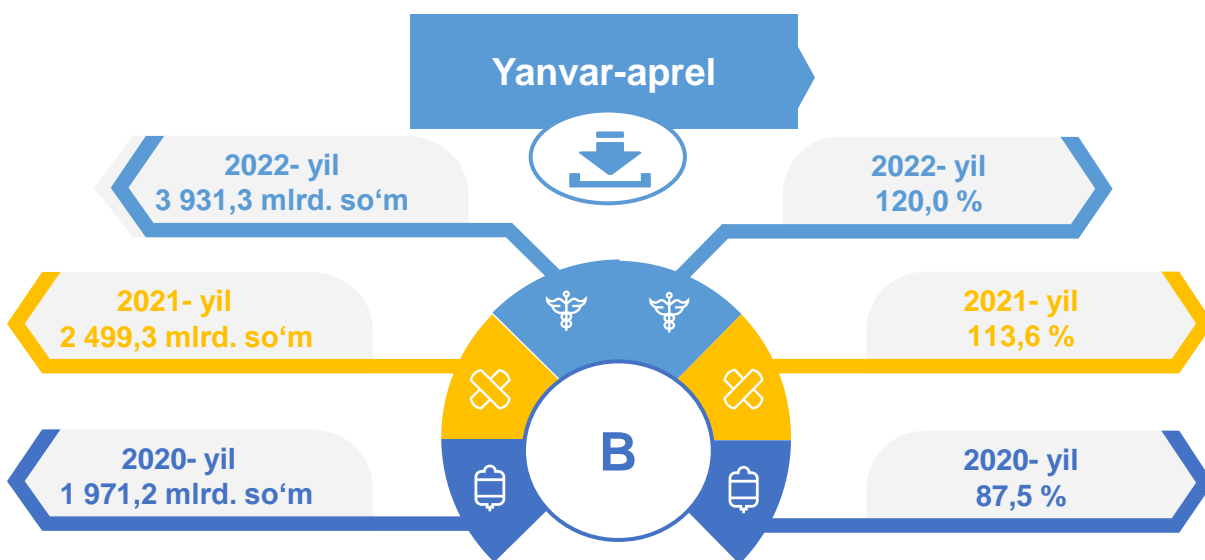 Yanvar-aprel
2022- yil
3 931,3 mlrd. so‘m
2022- yil
120,0 %
2021- yil
2 499,3 mlrd. so‘m
2021- yil
113,6 %
B
2020- yil
1 971,2 mlrd. so‘m
2020- yil
87,5 %